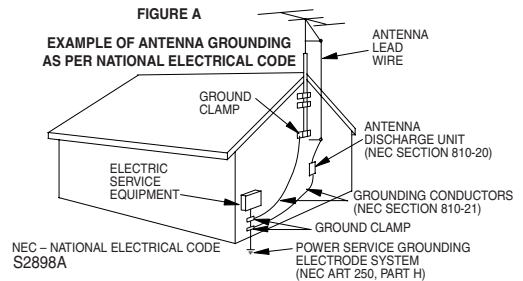 FIGURE A
EXAMPLE OF ANTENNA GROUNDING
AS PER NATIONAL ELECTRICAL CODE
ANTENNA
LEAD
WIRE
GROUND
CLAMP
ANTENNA
DISCHARGE UNIT
(NEC SECTION 810-20)
ELECTRIC
SERVICE
EQUIPMENT
GROUNDING CONDUCTORS
(NEC SECTION 810-21)
GROUND CLAMP
POWER SERVICE GROUNDING
ELECTRODE SYSTEM
(NEC ART 250, PART H)
NEC – NATIONAL ELECTRICAL CODE
S2898A